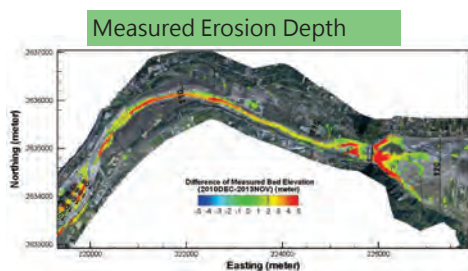 Measured Erosion Depth
2637000
2636000
2635000
2634000
2633000
Northing (meter)
Difference of Measured Bed Elevation
(2010DEC-2013NOV) (meter)
-5 -4 -3 -2 -1 0 1 2 3 4 5
220000 222000 224000 226000
Easting (meter)